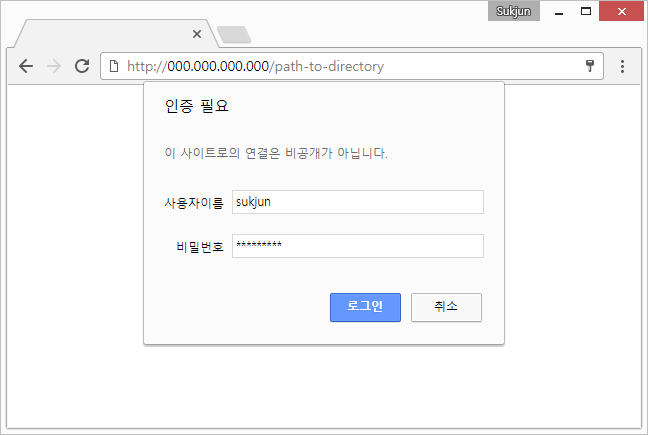 Sukjun
http://000.000.000.000/path-to-directory
인증 필요
이 사이트로의 연결은 비공개가 아닙니다.
사용자이름 sukjun
비밀번호 *********
로그인 취소